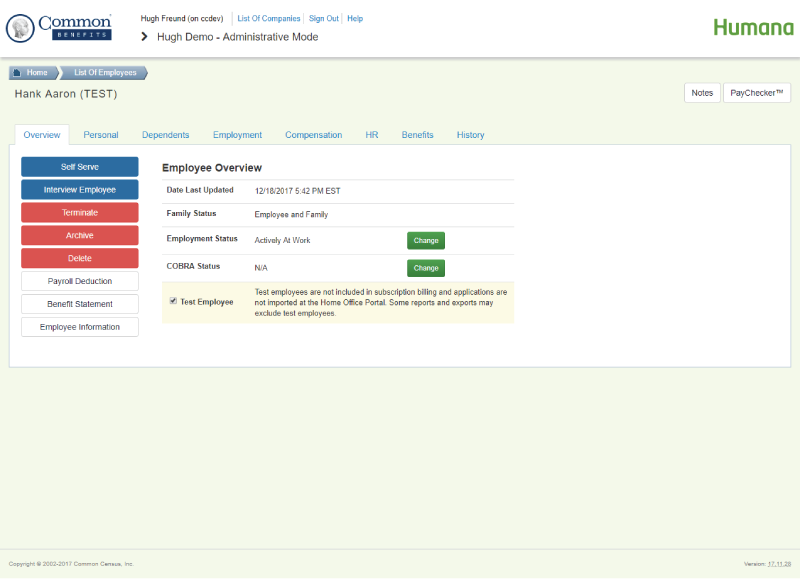 Common
BENEFITS
Hugh Freund (on ccdev) List Of Companies Sign Out Help
Hugh Demo - Administrative Mode
Humana
Home List Of Employees
Hank Aaron (TEST)
Notes PayChecker™
Overview Personal Dependents Employment Compensation HR Benefits History
Self Serve
Interview Employee
Terminate
Archive
Delete
Payroll Deduction
Benefit Statement
Employee Information
Employee Overview
Date Last Updated 12/18/2017 5:42 PM EST
Family Status Employee and Family
Employment Status Actively At Work Change
COBRA Status N/A Change
Test Employee
Test employees are not included in subscription billing and applications are
not imported at the Home Office Portal. Some reports and exports may
exclude test employees.
Copyright © 2002-2017 Common Census, Inc.
Version: 17.11.28